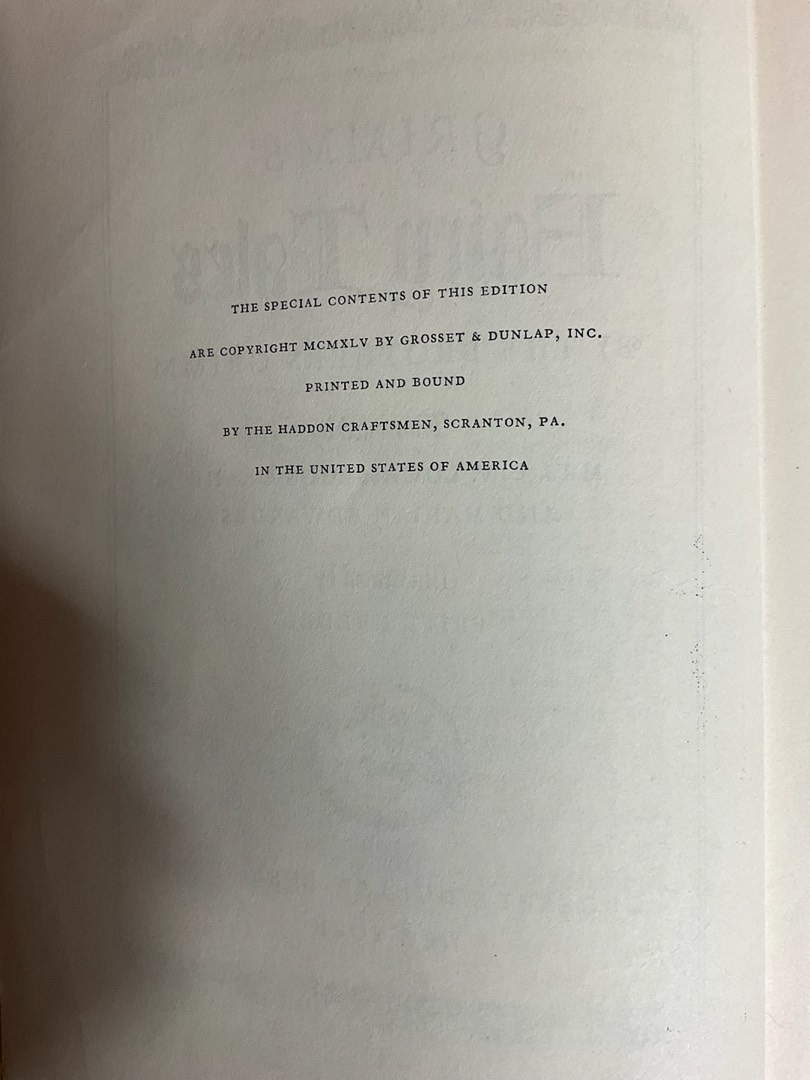 THE SPECIAL CONTENTS OF THIS EDITION
ARE COPYRIGHT MCMXLV BY GROSSET & DUNLAP, INC.
PRINTED AND BOUND
BY THE HADDON CRAFTSMEN, SCRANTON, PA.
IN THE UNITED STATES OF AMERICA